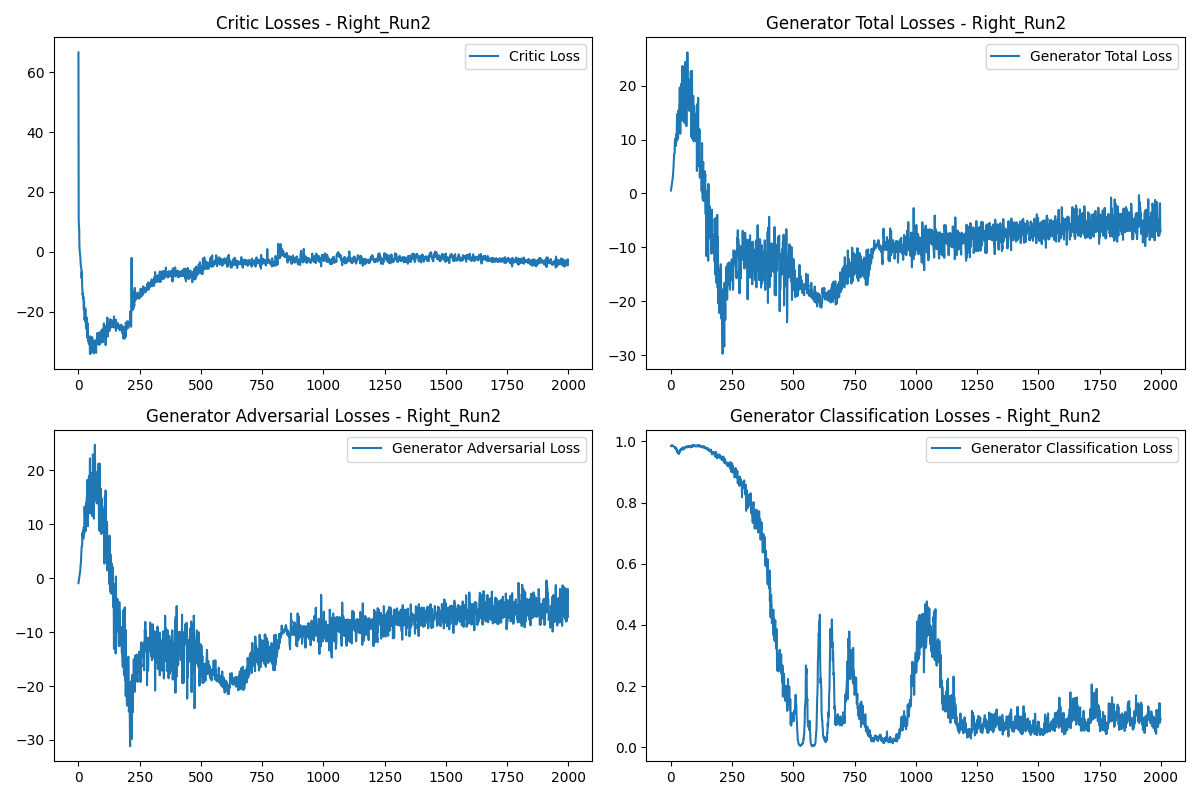 Critic Losses - Right_Run2
Critic Loss
60
40
20
0
−20
0 250 500 750 1000 1250 1500 1750 2000
Generator Total Losses - Right_Run2
Generator Total Loss
20
10
0
−10
−20
−30
0 250 500 750 1000 1250 1500 1750 2000
Generator Adversarial Losses - Right_Run2
Generator Adversarial Loss
20
10
0
−10
−20
−30
0 250 500 750 1000 1250 1500 1750 2000
Generator Classification Losses - Right_Run2
Generator Classification Loss
1.0
0.8
0.6
0.4
0.2
0.0
0 250 500 750 1000 1250 1500 1750 2000